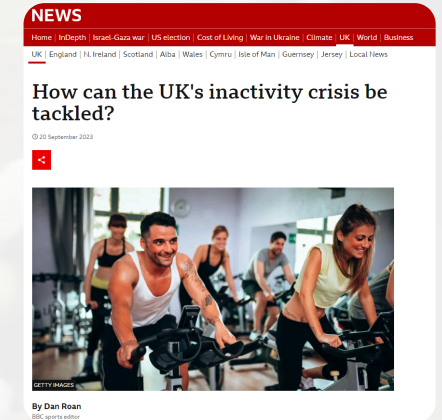 NEWS
Home | InDepth | Israel-Gaza war | US election | Cost of Living | War in Ukraine | Climate | UK | World | Business
UK | England | N. Ireland | Scotland | Alba | Wales | Cymru | Isle of Man | Guernsey | Jersey | Local News
How can the UK's inactivity crisis be
tackled?
20 September 2023
GETTY IMAGES
By Dan Roan
BBC sports editor